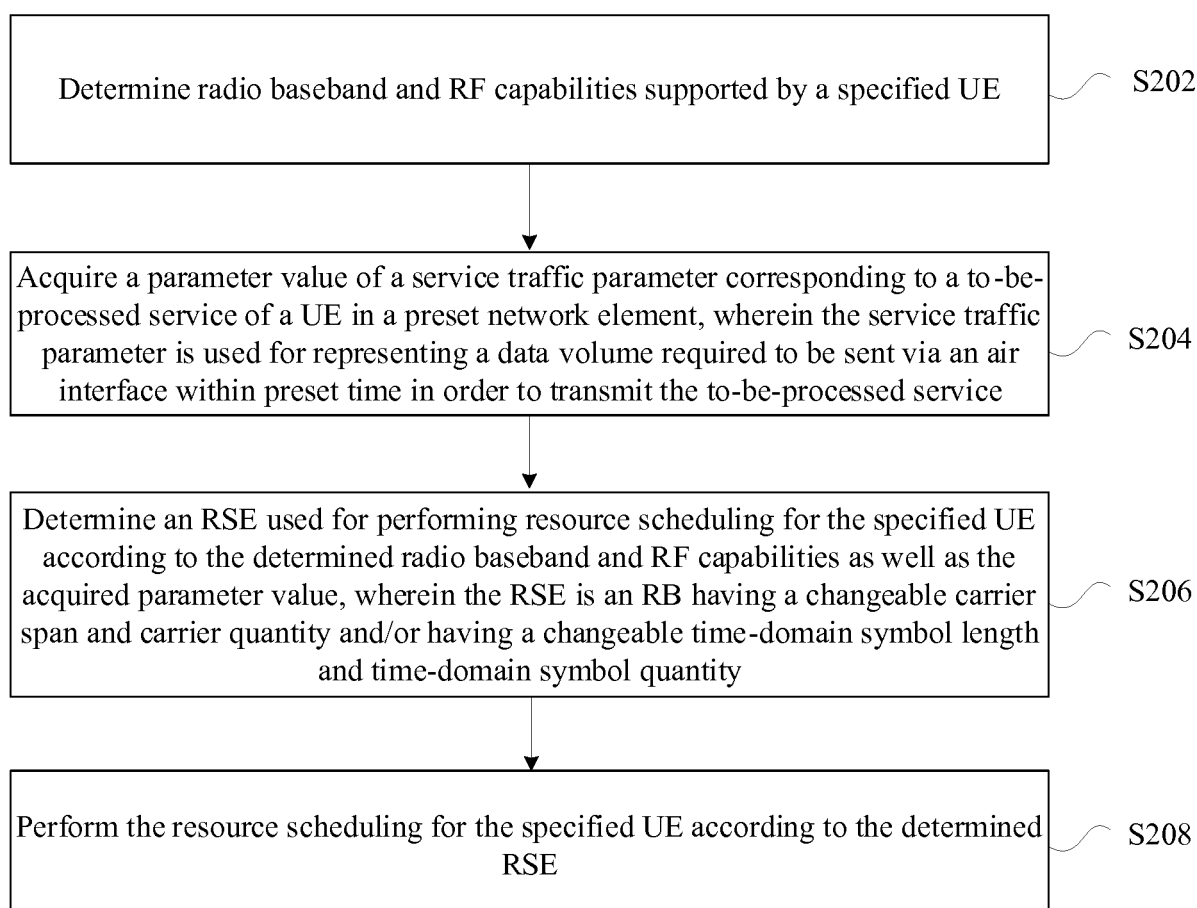 Determine radio baseband and RF capabilities supported by a specified UE
S202
Acquire a parameter value of a service traffic parameter corresponding to a to-be-
processed service of a UE in a preset network element, wherein the service traffic
parameter is used for representing a data volume required to be sent via an air
interface within preset time in order to transmit the to-be-processed service
S204
Determine an RSE used for performing resource scheduling for the specified UE
according to the determined radio baseband and RF capabilities as well as the
acquired parameter value, wherein the RSE is an RB having a changeable carrier
span and carrier quantity and/or having a changeable time-domain symbol length
and time-domain symbol quantity
S206
Perform the resource scheduling for the specified UE according to the determined
RSE
S208